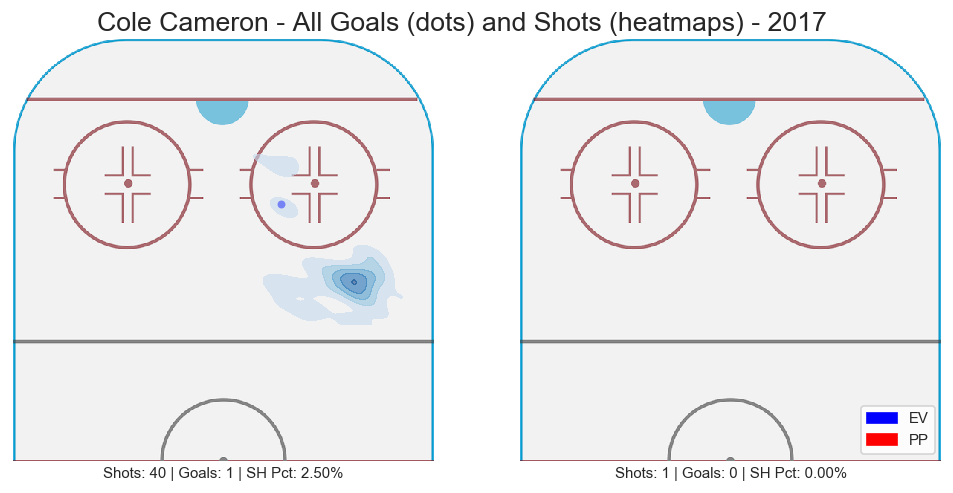 Cole Cameron - All Goals (dots) and Shots (heatmaps) - 2017
EV
PP
Shots: 40 | Goals: 1 | SH Pct: 2.50%
Shots: 1 | Goals: 0 | SH Pct: 0.00%